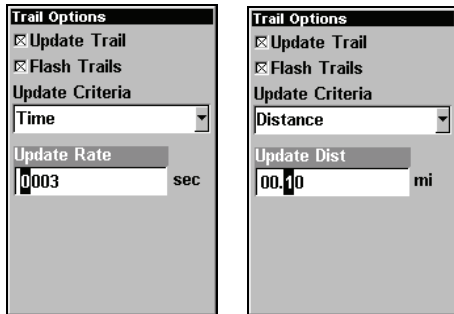 Trail Options
Update Trail
Flash Trails
Update Criteria
Time
Update Rate
0003 sec
Trail Options
Update Trail
Flash Trails
Update Criteria
Distance
Update Dist
00.10 mi